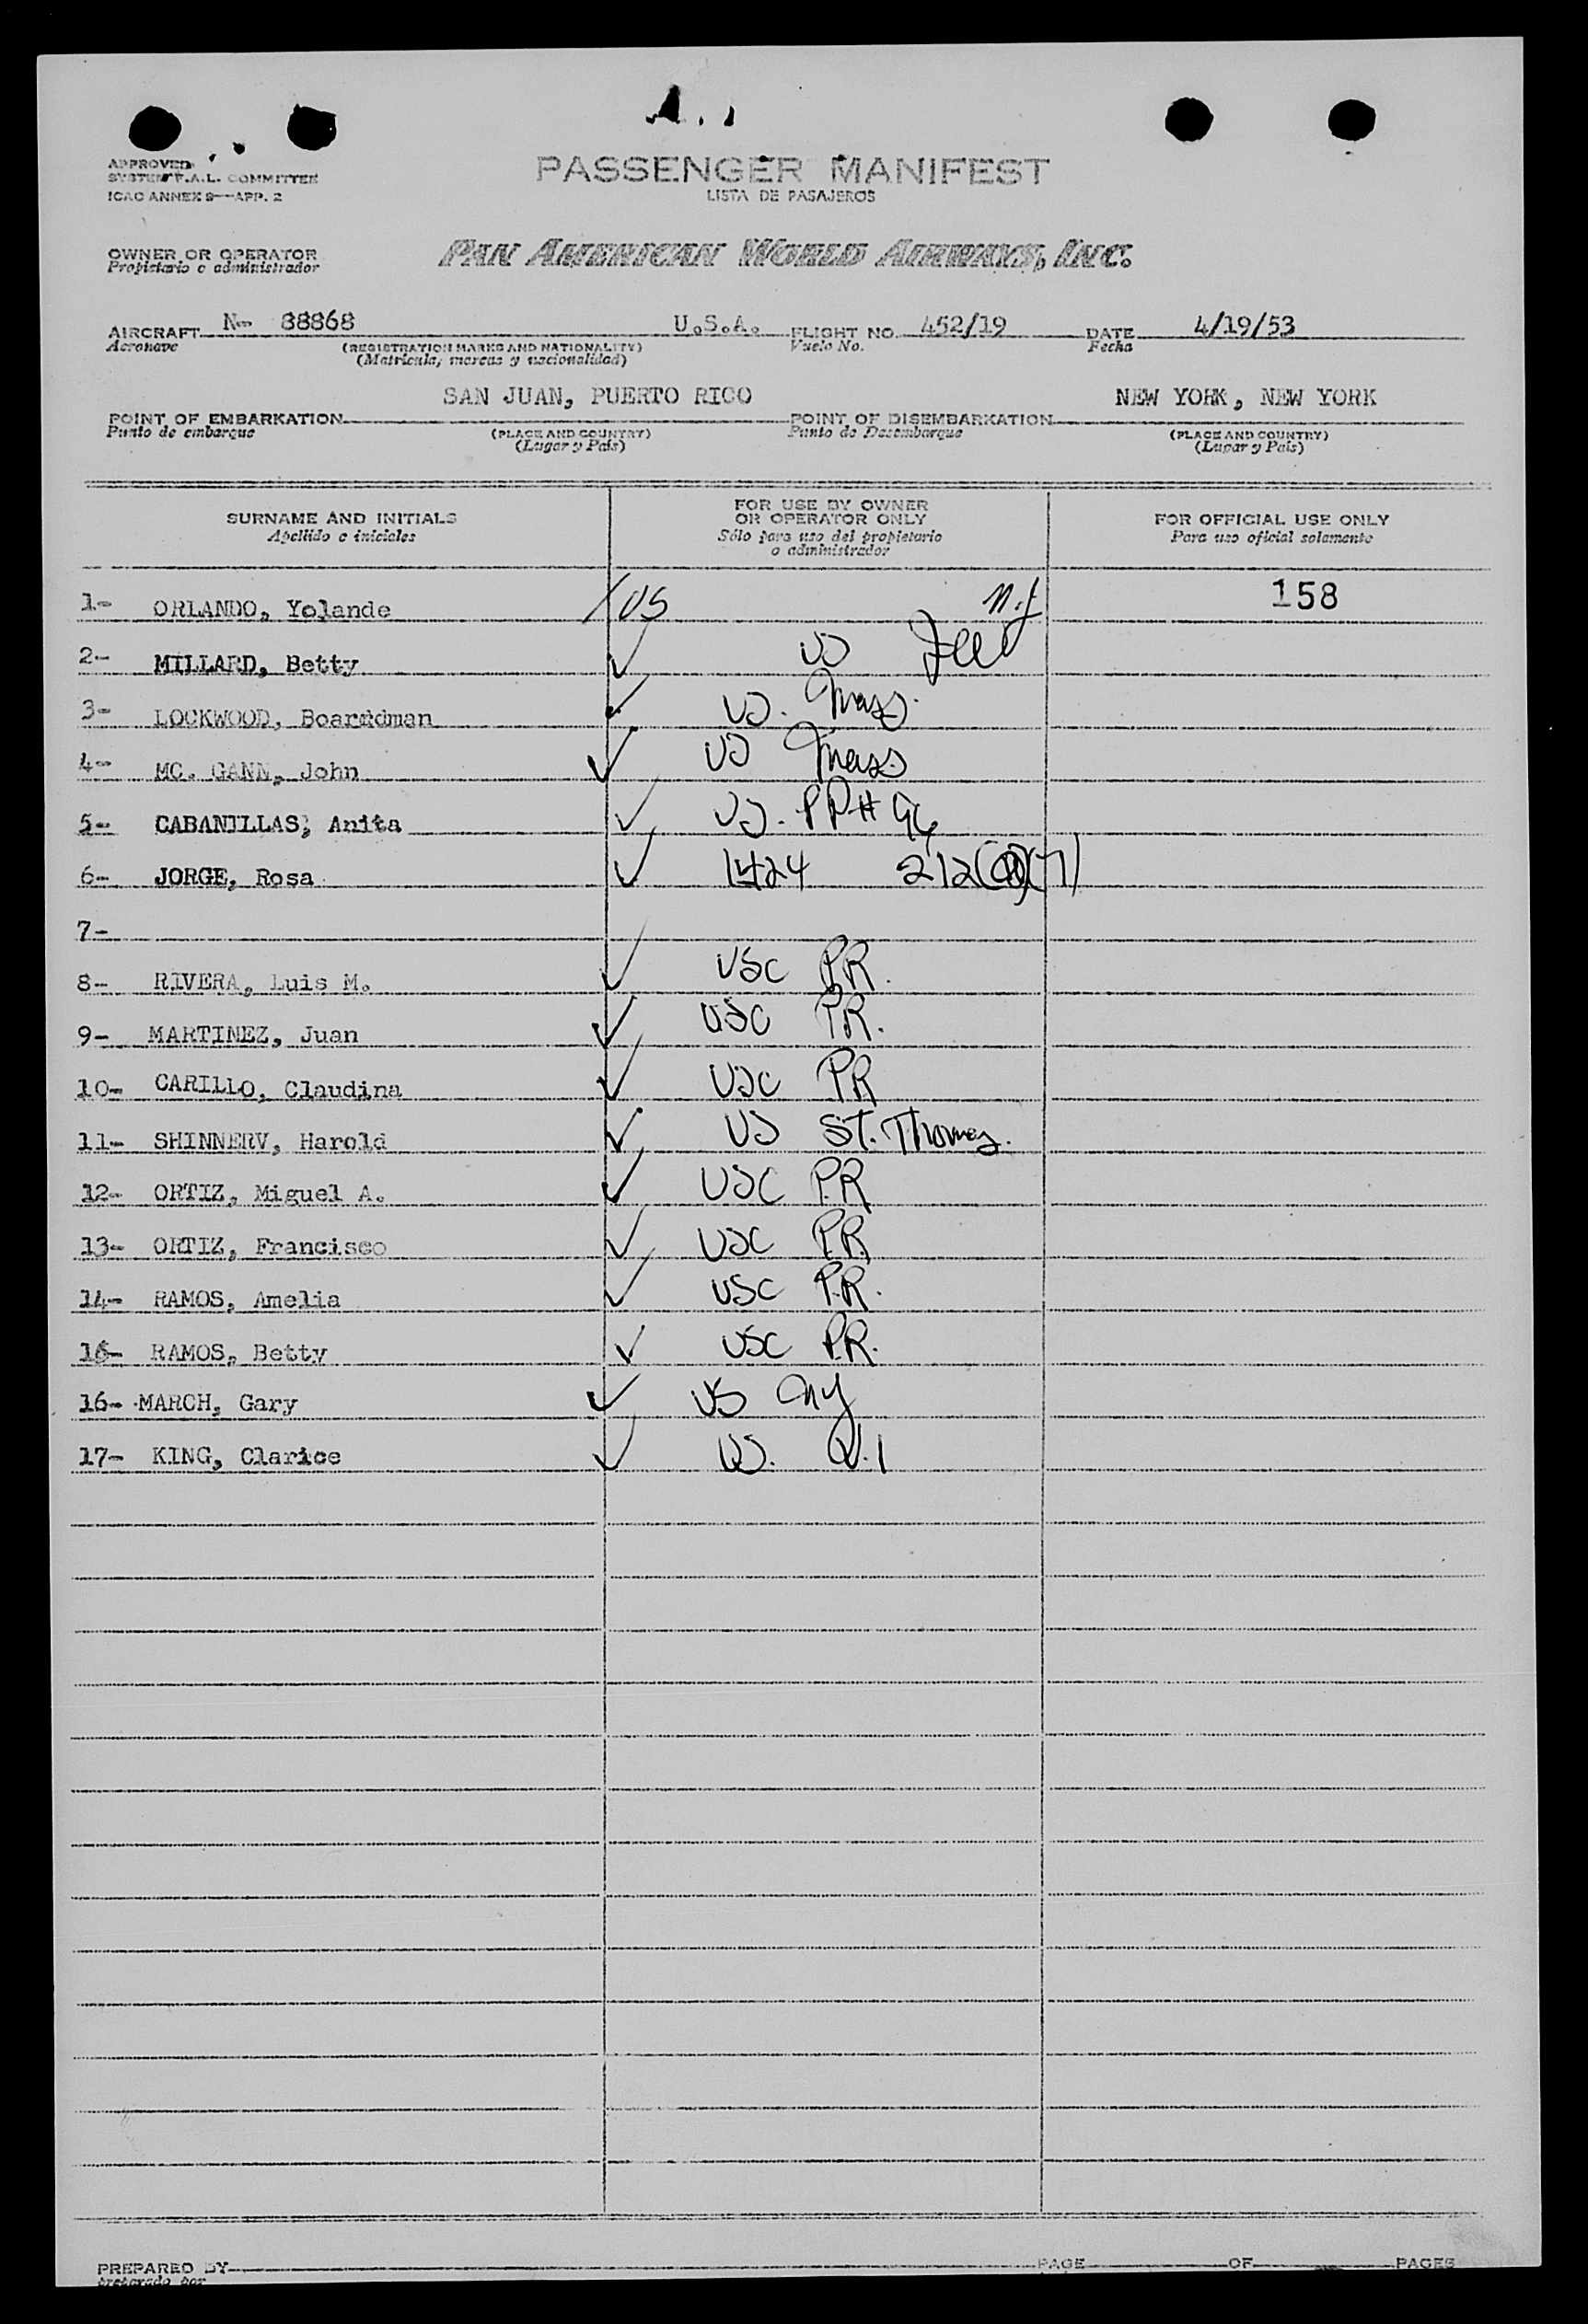 APPROVED
SYSTEM F.A.L. COMMITTEE
ICAO ANNEX 9—APP. 2
PASSENGER MANIFEST
LISTA DE PASAJEROS
OWNER OR OPERATOR
Propietario o administrador
PAN AMERICAN WORLD AIRWAYS, INC.
AIRCRAFT N- 88868 U.S.A. FLIGHT NO. 452/19 DATE 4/19/53
Aeronave (REGISTRATION MARKS AND NATIONALITY) Vuelo No. Fecha
(Matricula, marcas y nacionalidad)
SAN JUAN, PUERTO RICO NEW YORK, NEW YORK
POINT OF EMBARKATION POINT OF DISEMBARKATION
Punto de embarque (PLACE AND COUNTRY) Punto de Desembarque (PLACE AND COUNTRY)
(Lugar y País) (Lugar y País)
SURNAME AND INITIALS FOR USE BY OWNER OR OPERATOR ONLY FOR OFFICIAL USE ONLY
Apellido e iniciales Sólo para uso del propietario o administrador Para uso oficial solamente
1- ORLANDO, Yolande / US 158
2- MILLARD, Betty ✓ US
3- LOCKWOOD, Boardman ✓ US. Mass.
4- MC. GANN, John ✓ US Mass
5- CABANILLAS, Anita ✓ US. PP#
6- JORGE, Rosa ✓ 1424 212
7-
8- RIVERA, Luis M. ✓ USC PR.
9- MARTINEZ, Juan ✓ USC PR.
10- CARILLO, Claudina ✓ USC PR
11- SHINNERV, Harold ✓ US ST. Thomas.
12- ORTIZ, Miguel A. ✓ USC P.R
13- ORTIZ, Francisco ✓ USC P.R.
14- RAMOS, Amelia ✓ USC P.R.
RAMOS, Betty ✓ USC P.R.
16- MARCH, Gary ✓ US NY
17- KING, Clarice ✓ US. V.I
PREPARED BY PAGE OF PAGES
preparado por